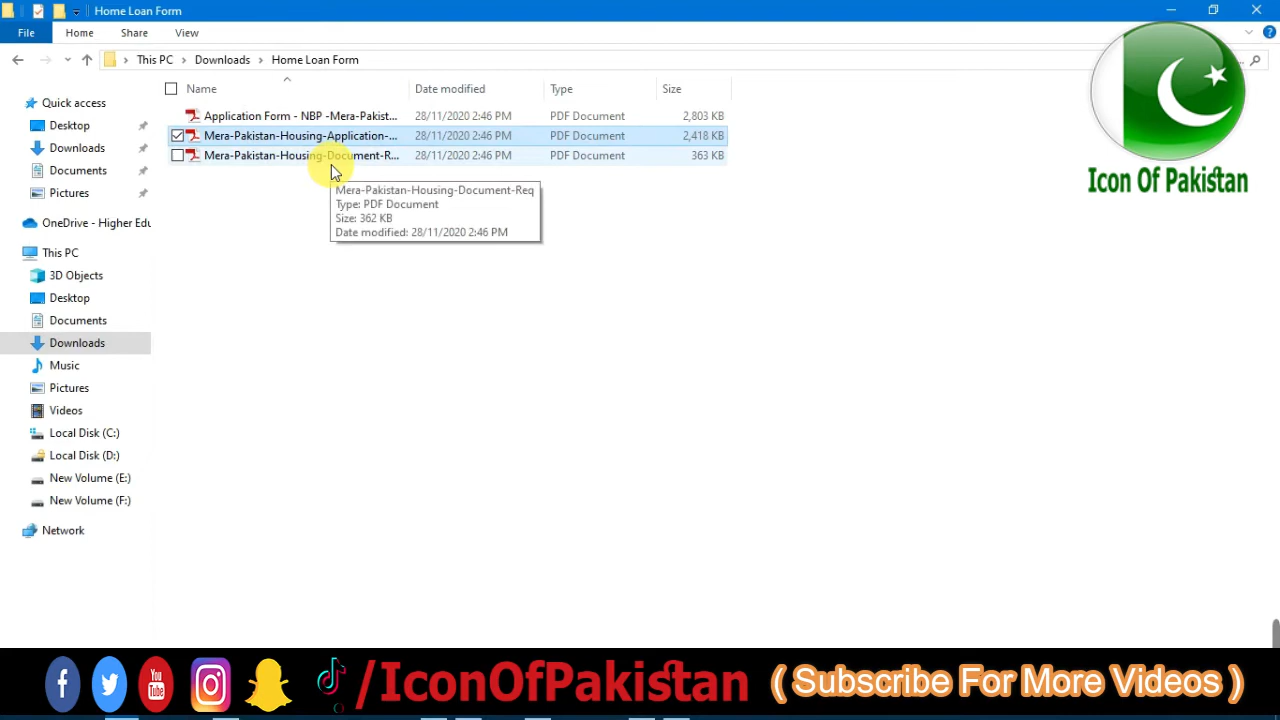 Home Loan Form
File Home Share View
This PC > Downloads > Home Loan Form
Name Date modified Type Size
Application Form - NBP -Mera-Pakist... 28/11/2020 2:46 PM PDF Document 2,803 KB
Mera-Pakistan-Housing-Application-... 28/11/2020 2:46 PM PDF Document 2,418 KB
Mera-Pakistan-Housing-Document-R... 28/11/2020 2:46 PM PDF Document 363 KB
Mera-Pakistan-Housing-Document-Req
Type: PDF Document
Size: 362 KB
Date modified: 28/11/2020 2:46 PM
Quick access
Desktop
Downloads
Documents
Pictures
OneDrive - Higher Edu
This PC
3D Objects
Desktop
Documents
Downloads
Music
Pictures
Videos
Local Disk (C:)
Local Disk (D:)
New Volume (E:)
New Volume (F:)
Network
Icon Of Pakistan
You
Tube
/IconOfPakistan ( Subscribe For More Videos )